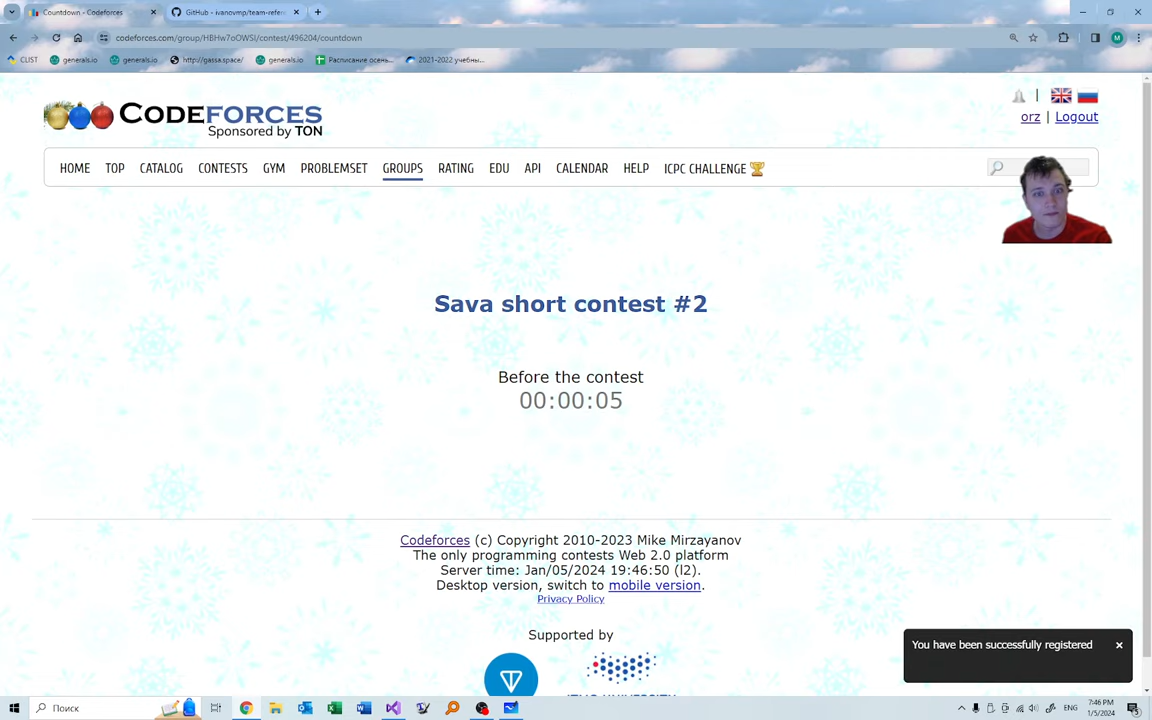 Countdown - Codeforces
GitHub - ivanovmp/team-refere
codeforces.com/group/HBHw7oOWSI/contest/496204/countdown
M
CLIST
generals.io
generals.io
http://gassa.space/
generals.io
Расписание осень...
2021-2022 учебны...
CODEFORCES
Sponsored by TON
orz | Logout
HOME TOP CATALOG CONTESTS GYM PROBLEMSET GROUPS RATING EDU API CALENDAR HELP ICPC CHALLENGE
Sava short contest #2
Before the contest
00:00:05
Codeforces (c) Copyright 2010-2023 Mike Mirzayanov
The only programming contests Web 2.0 platform
Server time: Jan/05/2024 19:46:50 (l2).
Desktop version, switch to mobile version.
Privacy Policy
Supported by
You have been successfully registered
Поиск
ENG
7:46 PM
1/5/2024